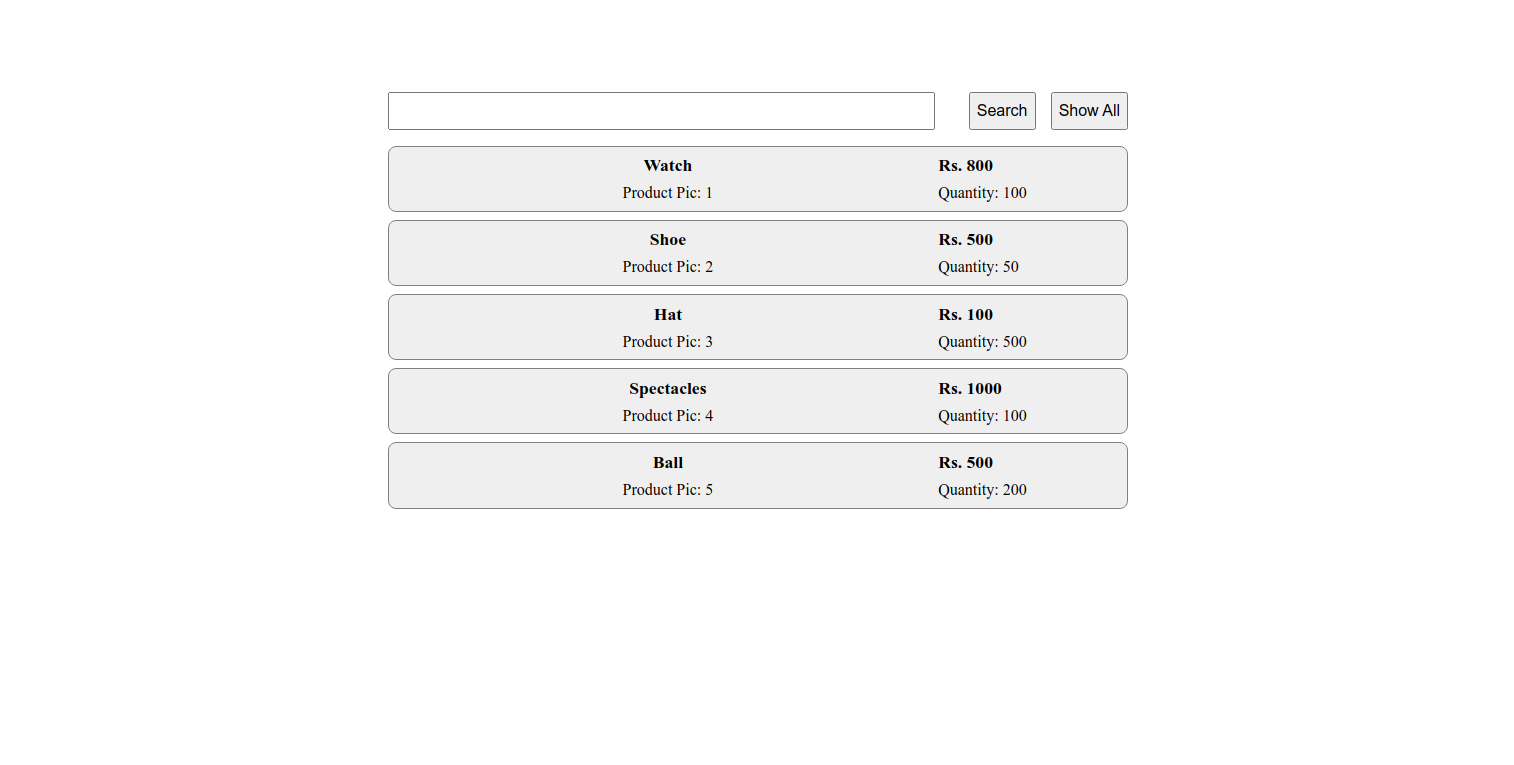 Search Show All
Watch Rs. 800
Product Pic: 1 Quantity: 100
Shoe Rs. 500
Product Pic: 2 Quantity: 50
Hat Rs. 100
Product Pic: 3 Quantity: 500
Spectacles Rs. 1000
Product Pic: 4 Quantity: 100
Ball Rs. 500
Product Pic: 5 Quantity: 200